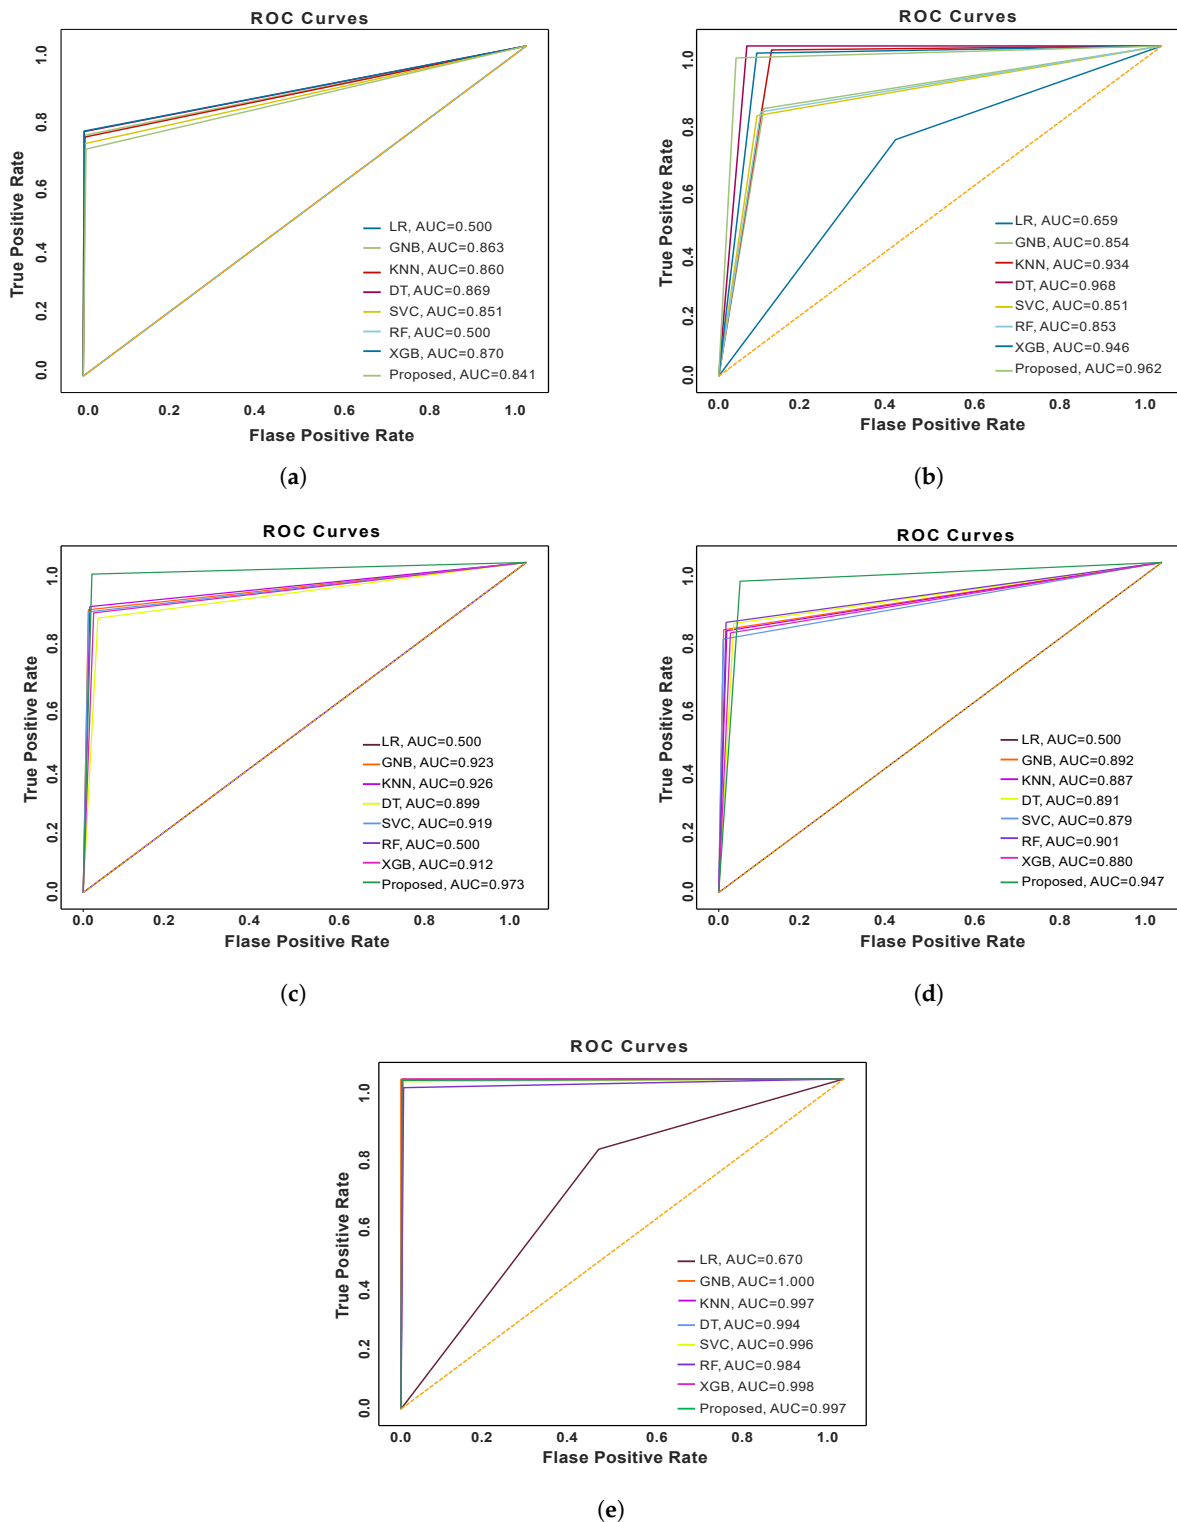 ROC Curves
True Positive Rate
1.0
0.8
0.6
0.4
0.2
0.0
LR, AUC=0.500
GNB, AUC=0.863
KNN, AUC=0.860
DT, AUC=0.869
SVC, AUC=0.851
RF, AUC=0.500
XGB, AUC=0.870
Proposed, AUC=0.841
0.0 0.2 0.4 0.6 0.8 1.0
Flase Positive Rate
(a)
ROC Curves
True Positive Rate
1.0
0.8
0.6
0.4
0.2
0.0
LR, AUC=0.659
GNB, AUC=0.854
KNN, AUC=0.934
DT, AUC=0.968
SVC, AUC=0.851
RF, AUC=0.853
XGB, AUC=0.946
Proposed, AUC=0.962
0.0 0.2 0.4 0.6 0.8 1.0
Flase Positive Rate
(b)
ROC Curves
True Positive Rate
1.0
0.8
0.6
0.4
0.2
0.0
LR, AUC=0.500
GNB, AUC=0.923
KNN, AUC=0.926
DT, AUC=0.899
SVC, AUC=0.919
RF, AUC=0.500
XGB, AUC=0.912
Proposed, AUC=0.973
0.0 0.2 0.4 0.6 0.8 1.0
Flase Positive Rate
(c)
ROC Curves
True Positive Rate
1.0
0.8
0.6
0.4
0.2
0.0
LR, AUC=0.500
GNB, AUC=0.892
KNN, AUC=0.887
DT, AUC=0.891
SVC, AUC=0.879
RF, AUC=0.901
XGB, AUC=0.880
Proposed, AUC=0.947
0.0 0.2 0.4 0.6 0.8 1.0
Flase Positive Rate
(d)
ROC Curves
True Positive Rate
1.0
0.8
0.6
0.4
0.2
0.0
LR, AUC=0.670
GNB, AUC=1.000
KNN, AUC=0.997
DT, AUC=0.994
SVC, AUC=0.996
RF, AUC=0.984
XGB, AUC=0.998
Proposed, AUC=0.997
0.0 0.2 0.4 0.6 0.8 1.0
Flase Positive Rate
(e)